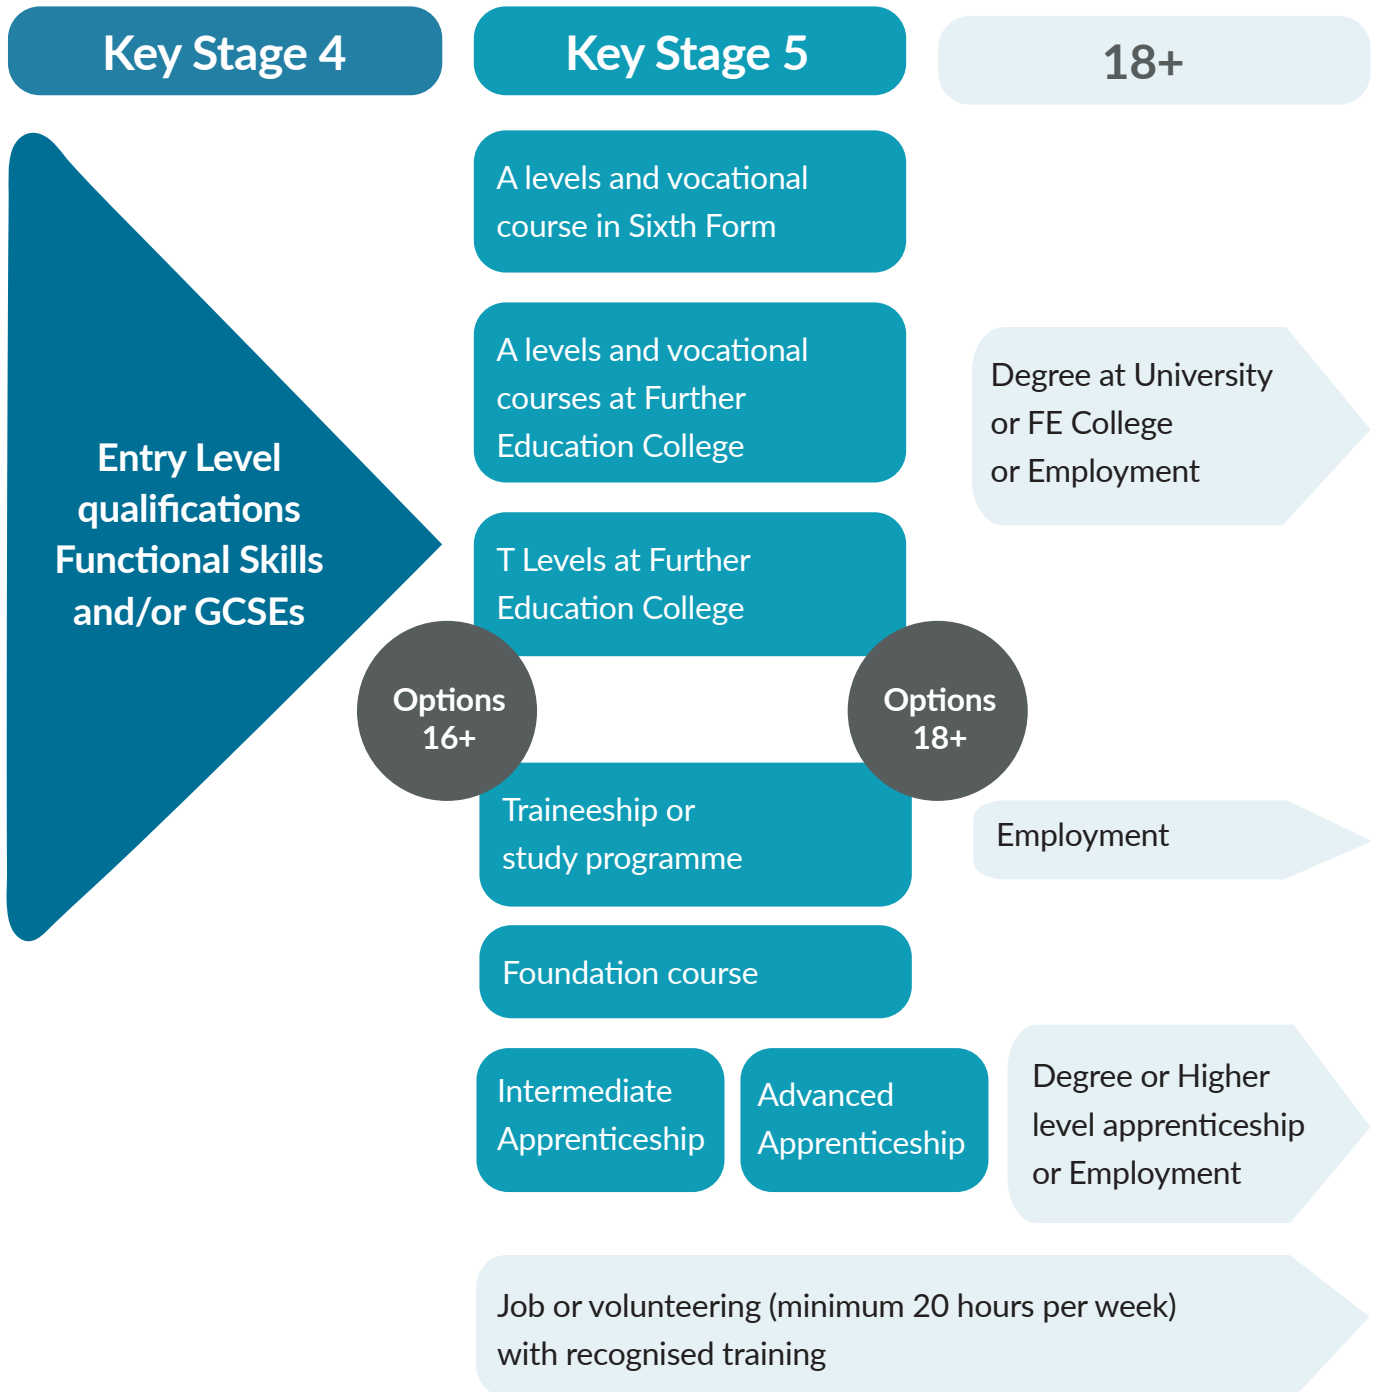 Key Stage 4
Key Stage 5
18+
Entry Level
qualifications
Functional Skills
and/or GCSEs
Options
16+
A levels and vocational
course in Sixth Form
A levels and vocational
courses at Further
Education College
T Levels at Further
Education College
Traineeship or
study programme
Foundation course
Intermediate
Apprenticeship
Advanced
Apprenticeship
Options
18+
Degree at University
or FE College
or Employment
Employment
Degree or Higher
level apprenticeship
or Employment
Job or volunteering (minimum 20 hours per week)
with recognised training